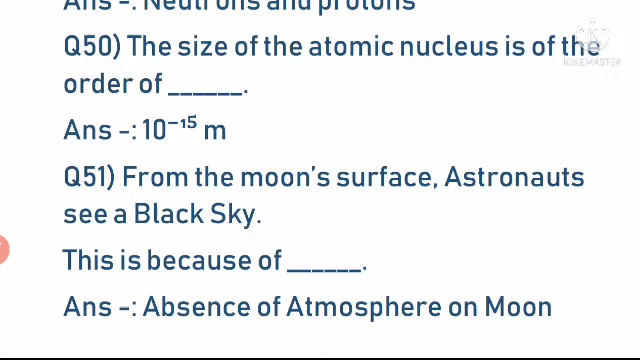 Ans -: Neutrons and protons
Q50) The size of the atomic nucleus is of the
order of ______.
Ans -: 10⁻¹⁵ m
Q51) From the moon's surface, Astronauts
see a Black Sky.
This is because of ______.
Ans -: Absence of Atmosphere on Moon
KINEMASTER